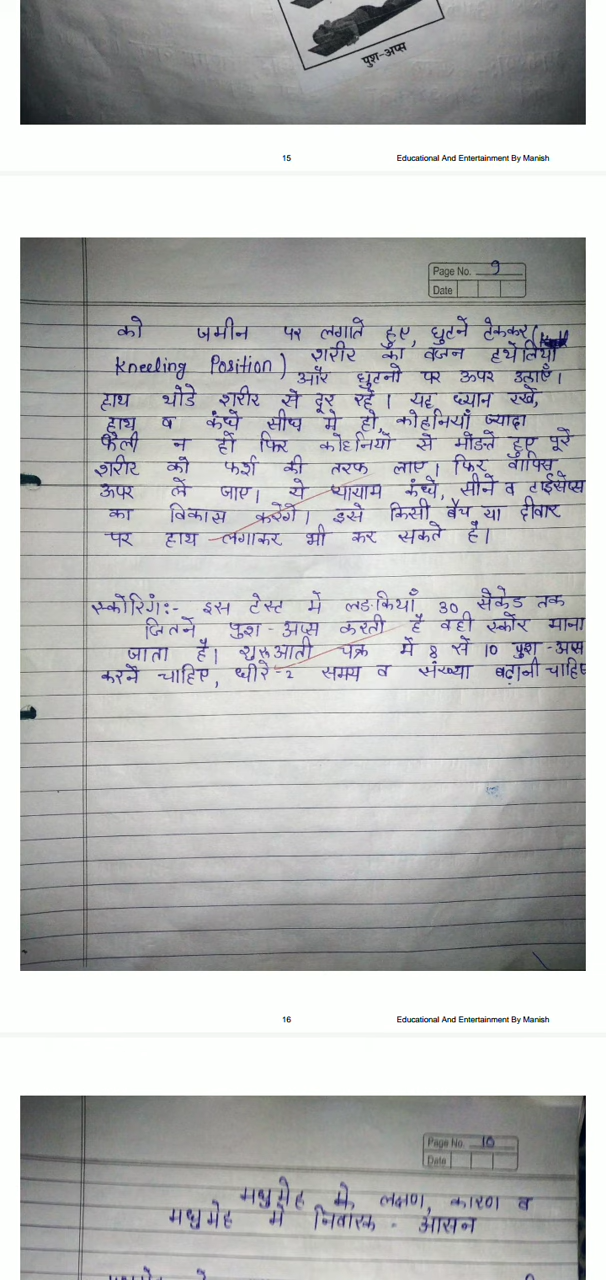 पुश-अप्स
15 Educational And Entertainment By Manish
Page No. 9
Date
को जमीन पर लगाते हुए, घुटने टेककर (
Kneeling Position) शरीर का वजन हथेलियो
और घुटनो पर ऊपर उठाएँ।
हाथ थोडे शरीर से दूर रहे। यह ध्यान रखें,
हाथ व कंधे सीध मे हो, कोहनियाँ ज्यादा
फैली न हो फिर कोहनियों से मोडते हुए पूरे
शरीर को फर्श की तरफ लाए। फिर वापिस
ऊपर ले जाए। ये व्यायाम कंधे, सीने व टाईसेप्स
का विकास करेंगे। इसे किसी बैंच या दीवार
पर हाथ लगाकर भी कर सकते है।
स्कोरिंग:- इस टेस्ट मे लडकियाँ 30 सैकेंड तक
जितने पुश-अप्स करती है वही स्कोर माना
जाता है। शुरूआती चक्र मे 8 से 10 पुश-अप्स
करने चाहिए, धीरे-2 समय व संख्या बढ़ानी चाहिए
16 Educational And Entertainment By Manish
Page No. 10
Date
मधुमेह के लक्षण, कारण व
मधुमेह मे निवारक - आसन